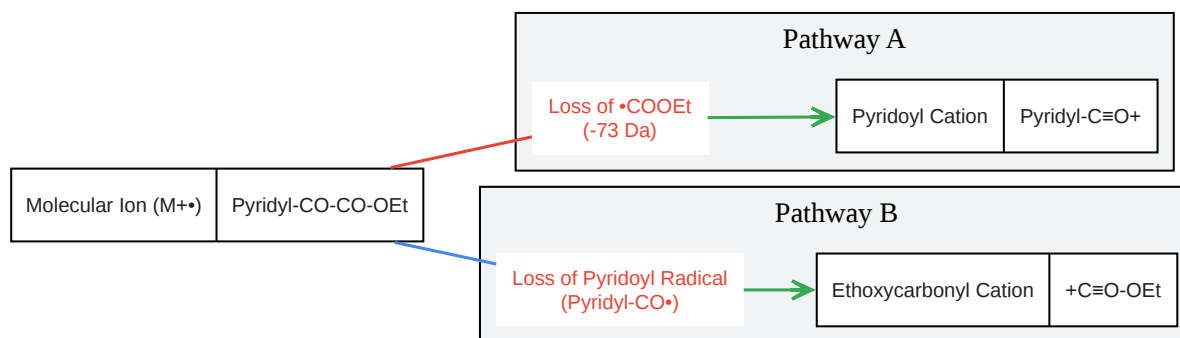 Pathway A
Loss of •COOEt
(-73 Da)
Pyridoyl Cation
Pyridyl-C≡O+
Molecular Ion (M+•)
Pyridyl-CO-CO-OEt
Pathway B
Loss of Pyridoyl Radical
(Pyridyl-CO•)
Ethoxycarbonyl Cation
+C≡O-OEt